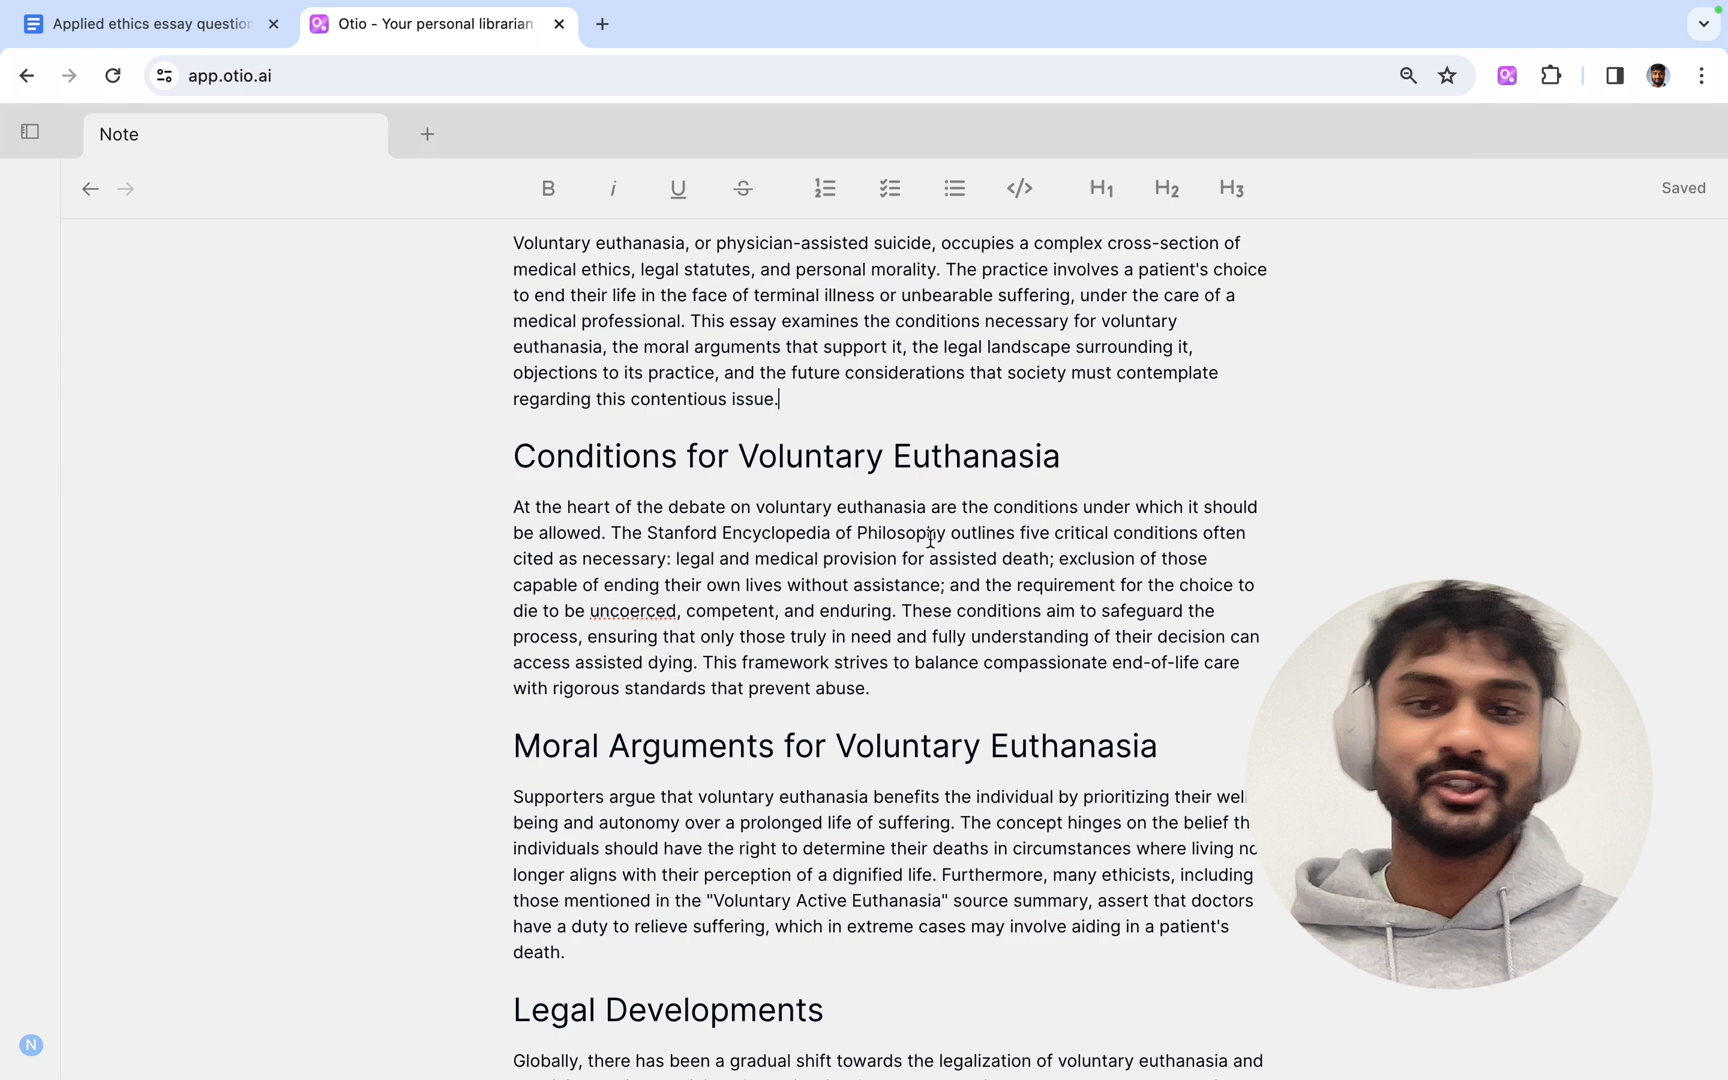 Applied ethics essay question
Otio - Your personal librarian
app.otio.ai
Note
B i U S </> H1 H2 H3
Saved
Voluntary euthanasia, or physician-assisted suicide, occupies a complex cross-section of
medical ethics, legal statutes, and personal morality. The practice involves a patient's choice
to end their life in the face of terminal illness or unbearable suffering, under the care of a
medical professional. This essay examines the conditions necessary for voluntary
euthanasia, the moral arguments that support it, the legal landscape surrounding it,
objections to its practice, and the future considerations that society must contemplate
regarding this contentious issue.
Conditions for Voluntary Euthanasia
At the heart of the debate on voluntary euthanasia are the conditions under which it should
be allowed. The Stanford Encyclopedia of Philosophy outlines five critical conditions often
cited as necessary: legal and medical provision for assisted death; exclusion of those
capable of ending their own lives without assistance; and the requirement for the choice to
die to be uncoerced, competent, and enduring. These conditions aim to safeguard the
process, ensuring that only those truly in need and fully understanding of their decision can
access assisted dying. This framework strives to balance compassionate end-of-life care
with rigorous standards that prevent abuse.
Moral Arguments for Voluntary Euthanasia
Supporters argue that voluntary euthanasia benefits the individual by prioritizing their well
being and autonomy over a prolonged life of suffering. The concept hinges on the belief th
individuals should have the right to determine their deaths in circumstances where living no
longer aligns with their perception of a dignified life. Furthermore, many ethicists, including
those mentioned in the "Voluntary Active Euthanasia" source summary, assert that doctors
have a duty to relieve suffering, which in extreme cases may involve aiding in a patient's
death.
Legal Developments
Globally, there has been a gradual shift towards the legalization of voluntary euthanasia and
N